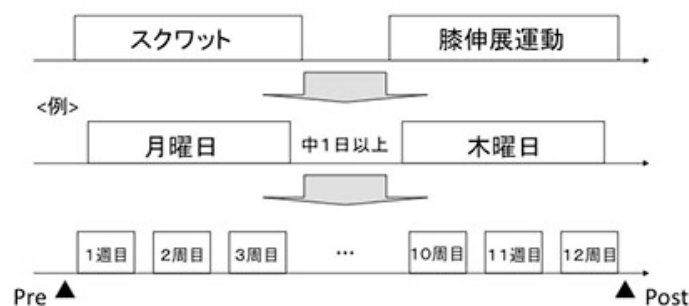 スクワット 膝伸展運動
<例>
月曜日 中1日以上 木曜日
1週目 2周目 3周目 … 10周目 11週目 12周目
Pre ▲ ▲ Post